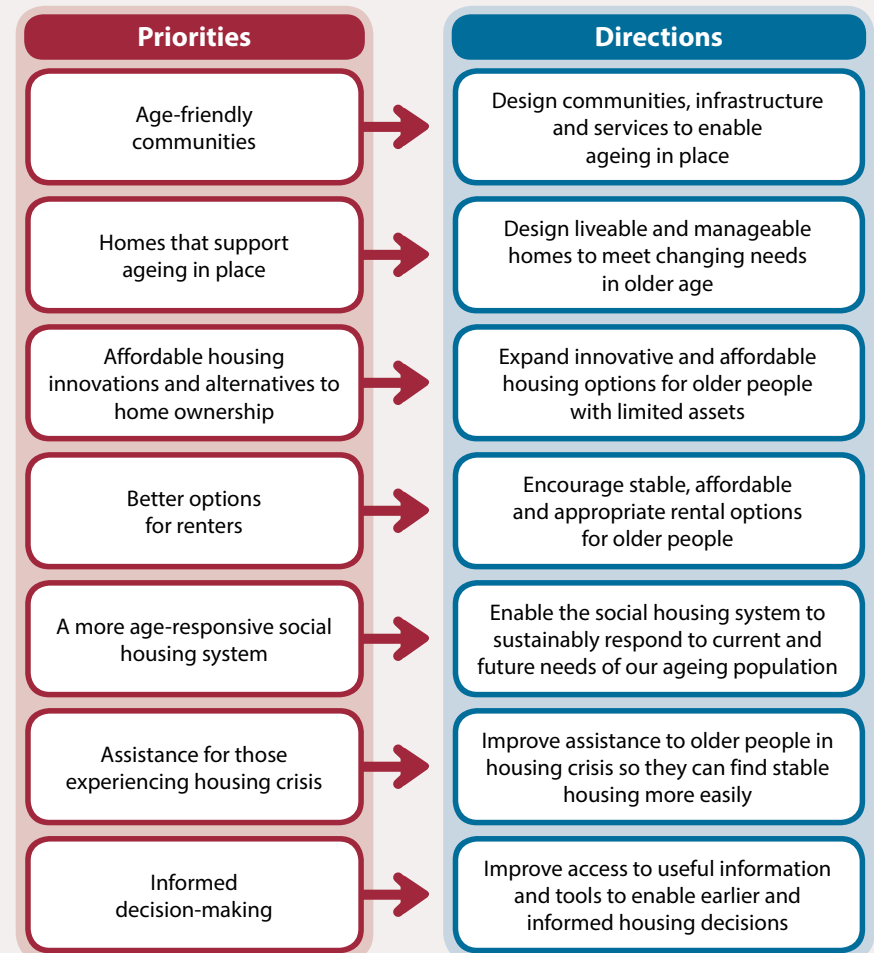 Priorities
Directions
Age-friendly
communities
Design communities, infrastructure
and services to enable
ageing in place
Homes that support
ageing in place
Design liveable and manageable
homes to meet changing needs
in older age
Affordable housing
innovations and alternatives to
home ownership
Expand innovative and affordable
housing options for older people
with limited assets
Better options
for renters
Encourage stable, affordable
and appropriate rental options
for older people
A more age-responsive social
housing system
Enable the social housing system to
sustainably respond to current and
future needs of our ageing population
Assistance for those
experiencing housing crisis
Improve assistance to older people in
housing crisis so they can find stable
housing more easily
Informed
decision-making
Improve access to useful information
and tools to enable earlier and
informed housing decisions